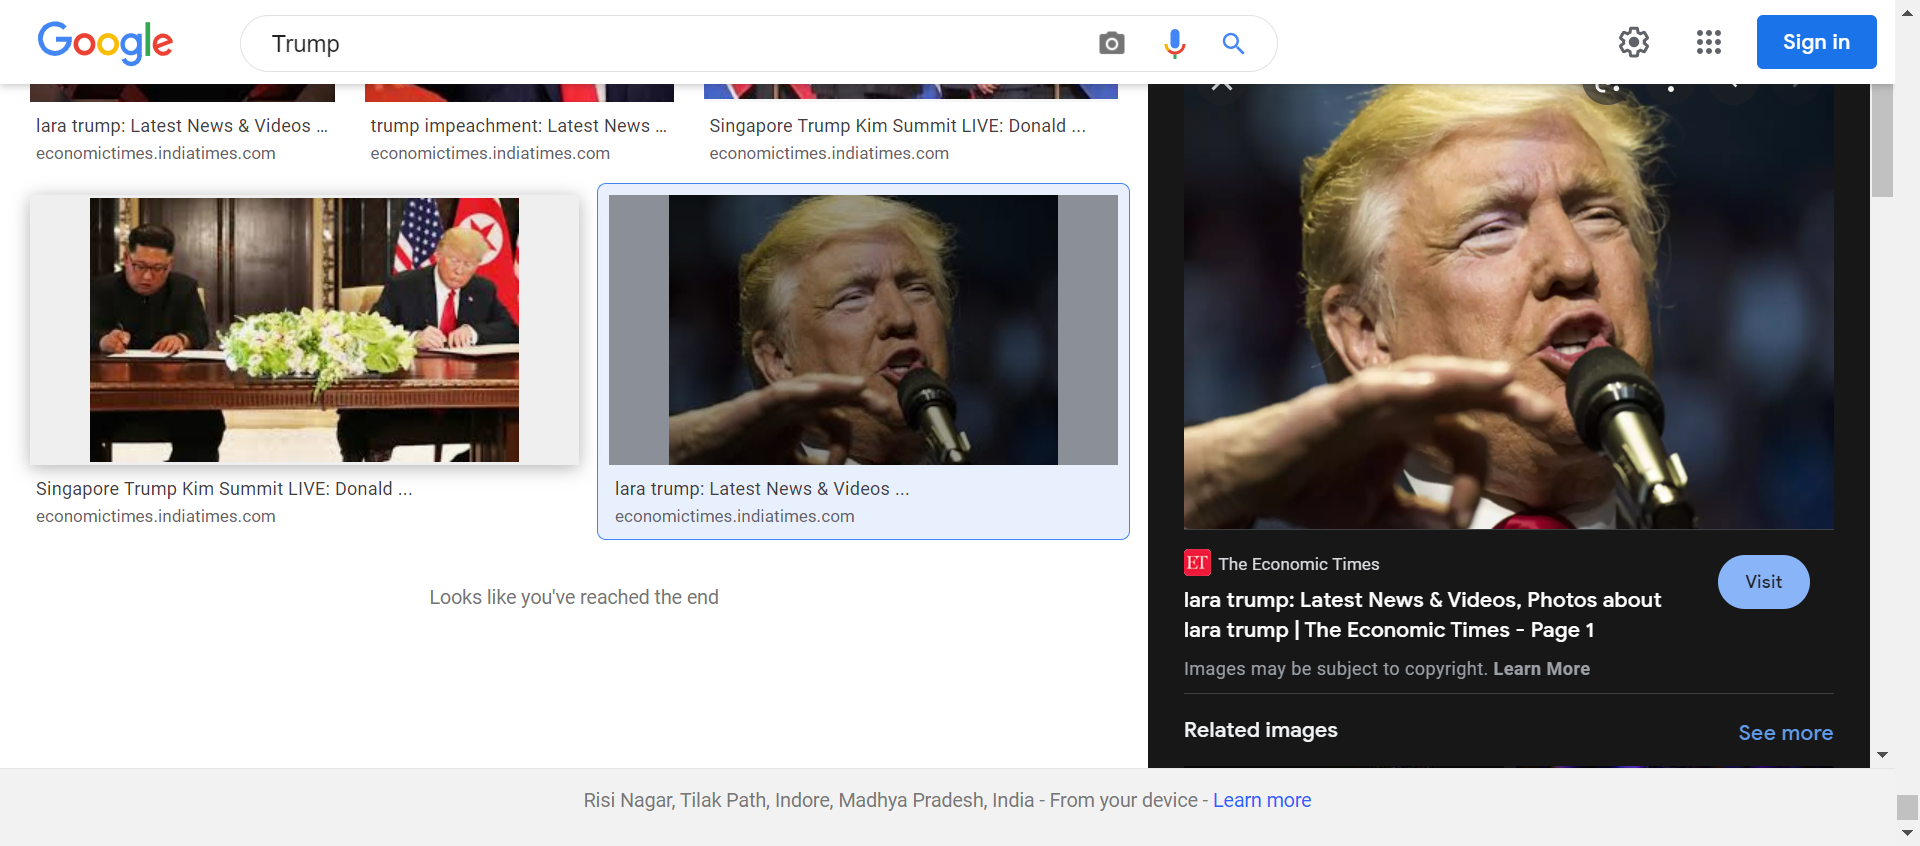 Google
Trump
Sign in
lara trump: Latest News & Videos ...
economictimes.indiatimes.com
trump impeachment: Latest News ...
economictimes.indiatimes.com
Singapore Trump Kim Summit LIVE: Donald ...
economictimes.indiatimes.com
Singapore Trump Kim Summit LIVE: Donald ...
economictimes.indiatimes.com
lara trump: Latest News & Videos ...
economictimes.indiatimes.com
Looks like you've reached the end
ET The Economic Times
Visit
lara trump: Latest News & Videos, Photos about
lara trump | The Economic Times - Page 1
Images may be subject to copyright. Learn More
Related images
See more
Risi Nagar, Tilak Path, Indore, Madhya Pradesh, India - From your device - Learn more